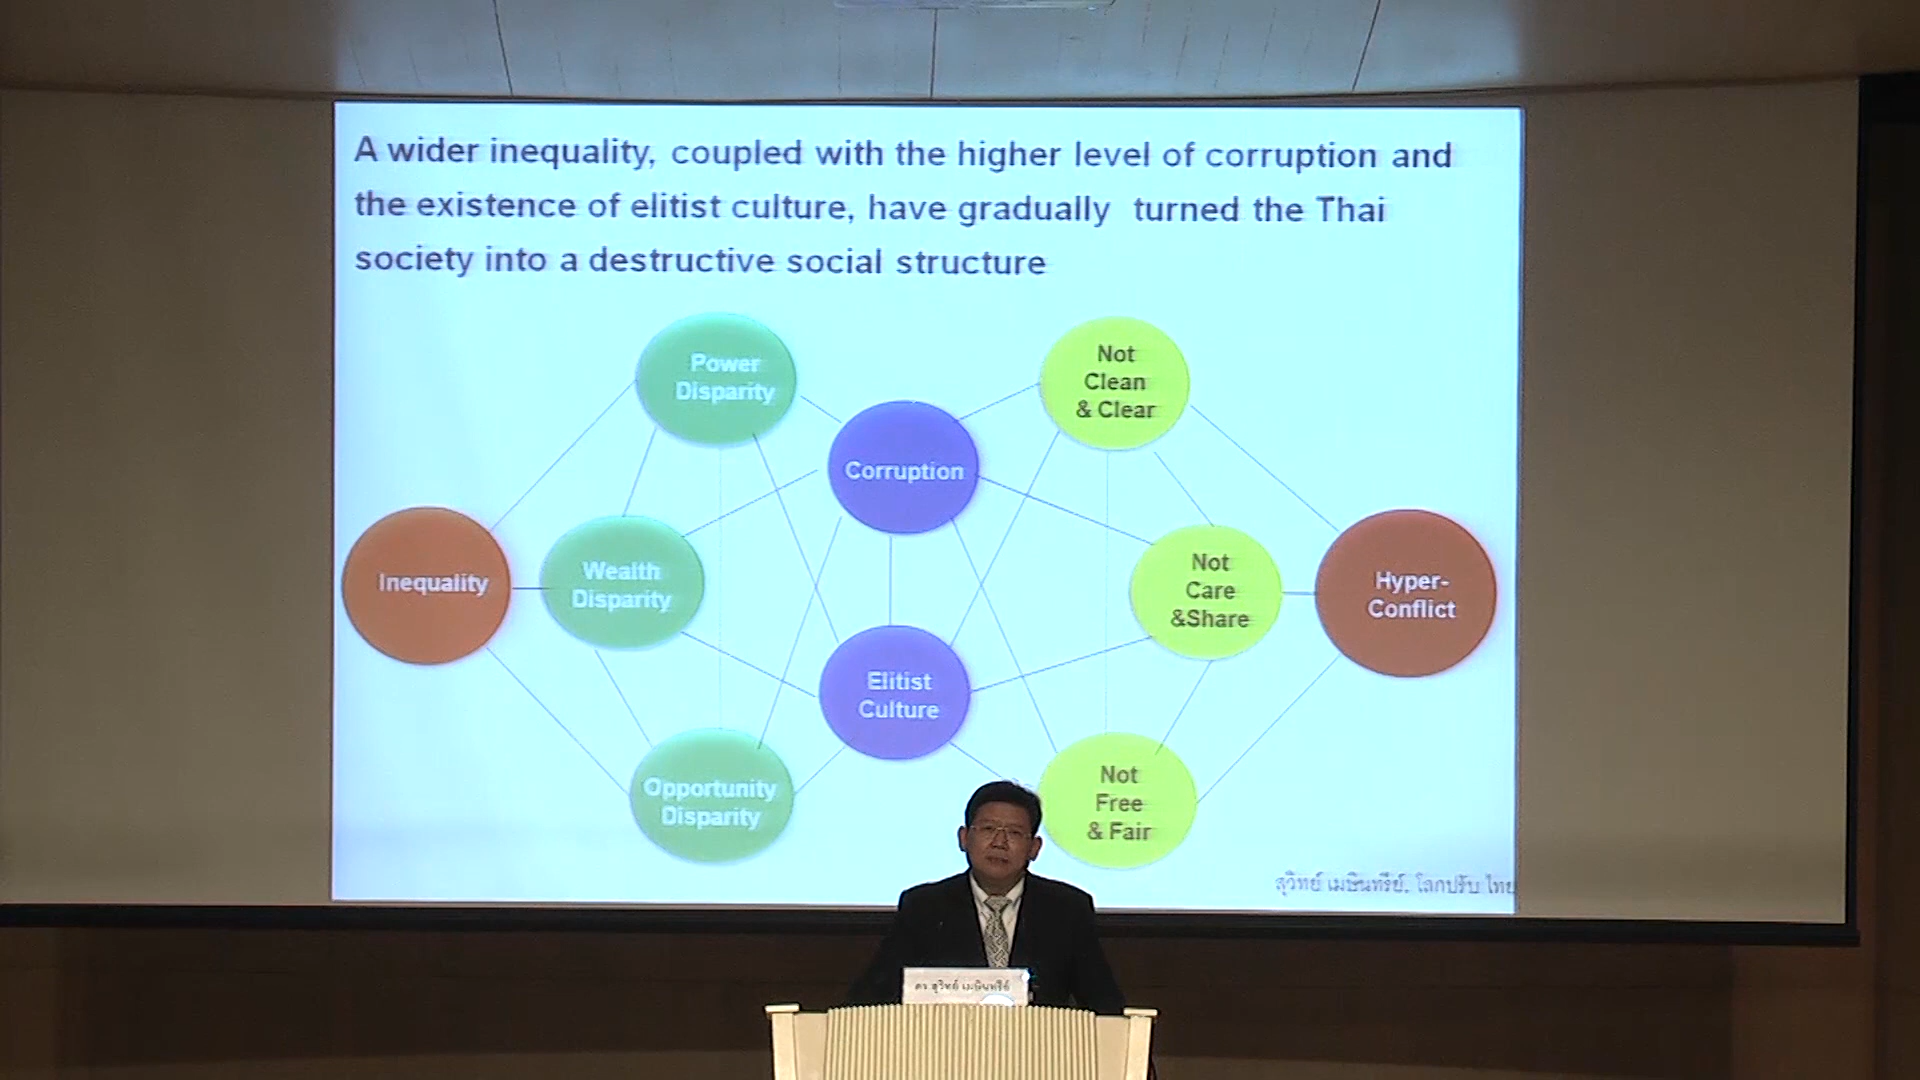 A wider inequality, coupled with the higher level of corruption and
the existence of elitist culture, have gradually turned the Thai
society into a destructive social structure
Power
Disparity
Not
Clean
& Clear
Corruption
Inequality
Wealth
Disparity
Not
Care
&Share
Hyper-
Conflict
Elitist
Culture
Opportunity
Disparity
Not
Free
& Fair
สุวิทย์ เมษินทรีย์. โลกปรับ ไทย
ดร สุวิทย์ เมษินทรีย์